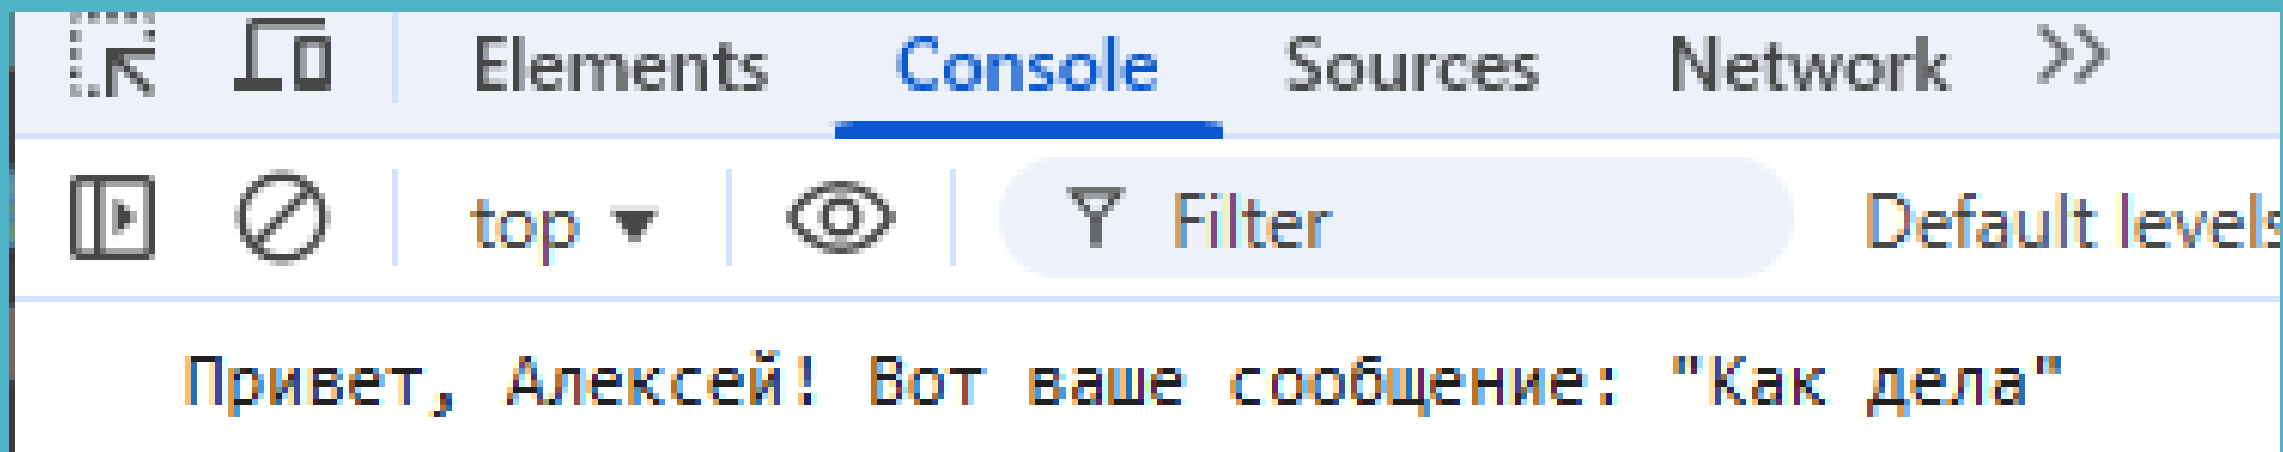 Elements Console Sources Network
top Filter Default levels
Привет, Алексей! Вот ваше сообщение: "Как дела"